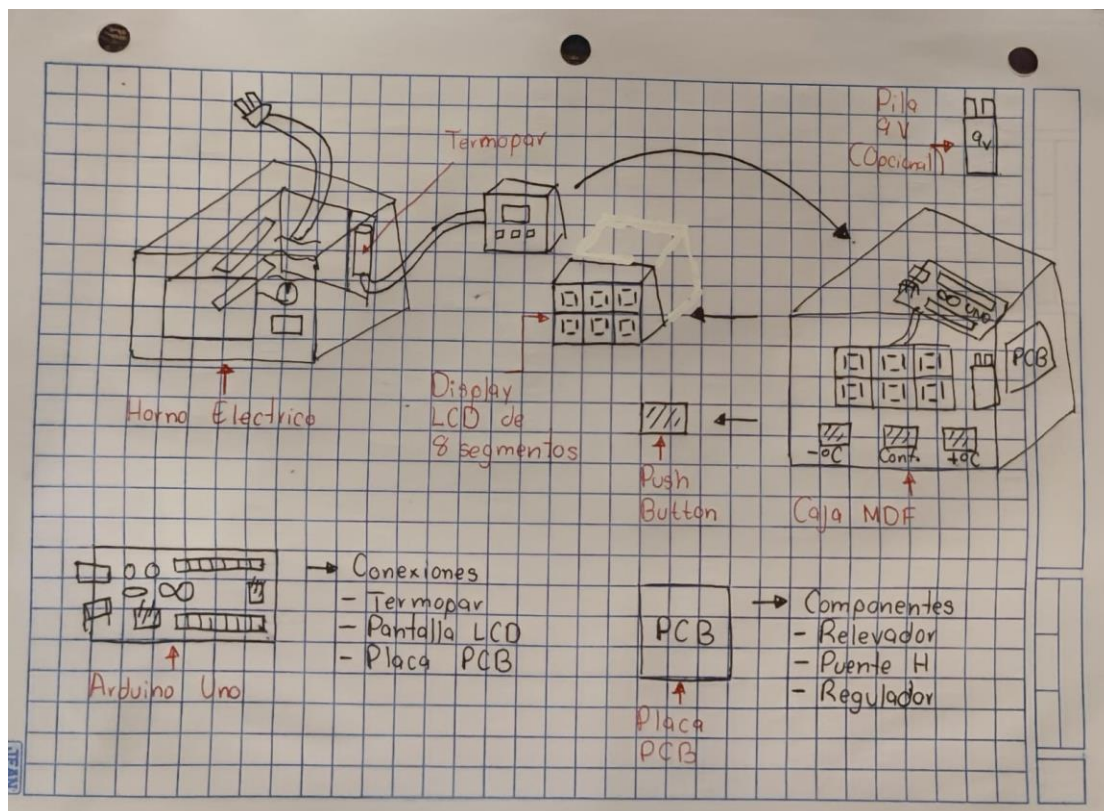 Pila
9V
(Opcional)
9v
Termopar
UNO
PCB
Horno Electrico
Display
LCD de
8 segmentos
-°C
Cont.
+°C
Push
Button
Caja MDF
Conexiones
- Termopar
- Pantalla LCD
- Placa PCB
Arduino Uno
PCB
Componentes
- Relevador
- Puente H
- Regulador
Placa
PCB